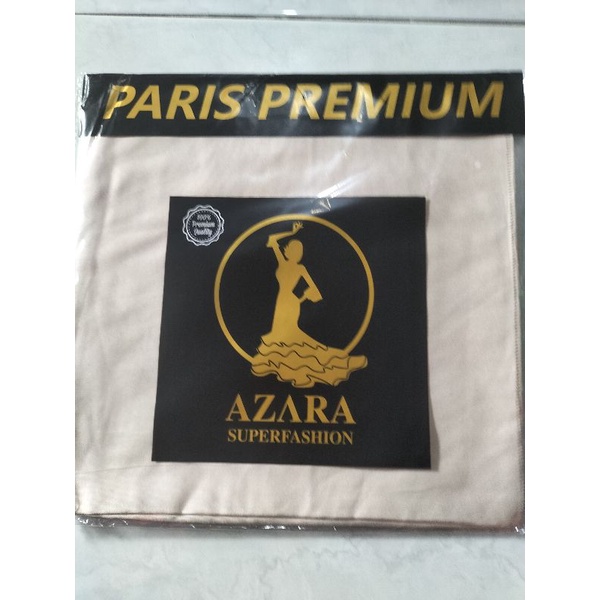 PARIS PREMIUM
100%
Premium
Quality
AZARA
SUPERFASHION